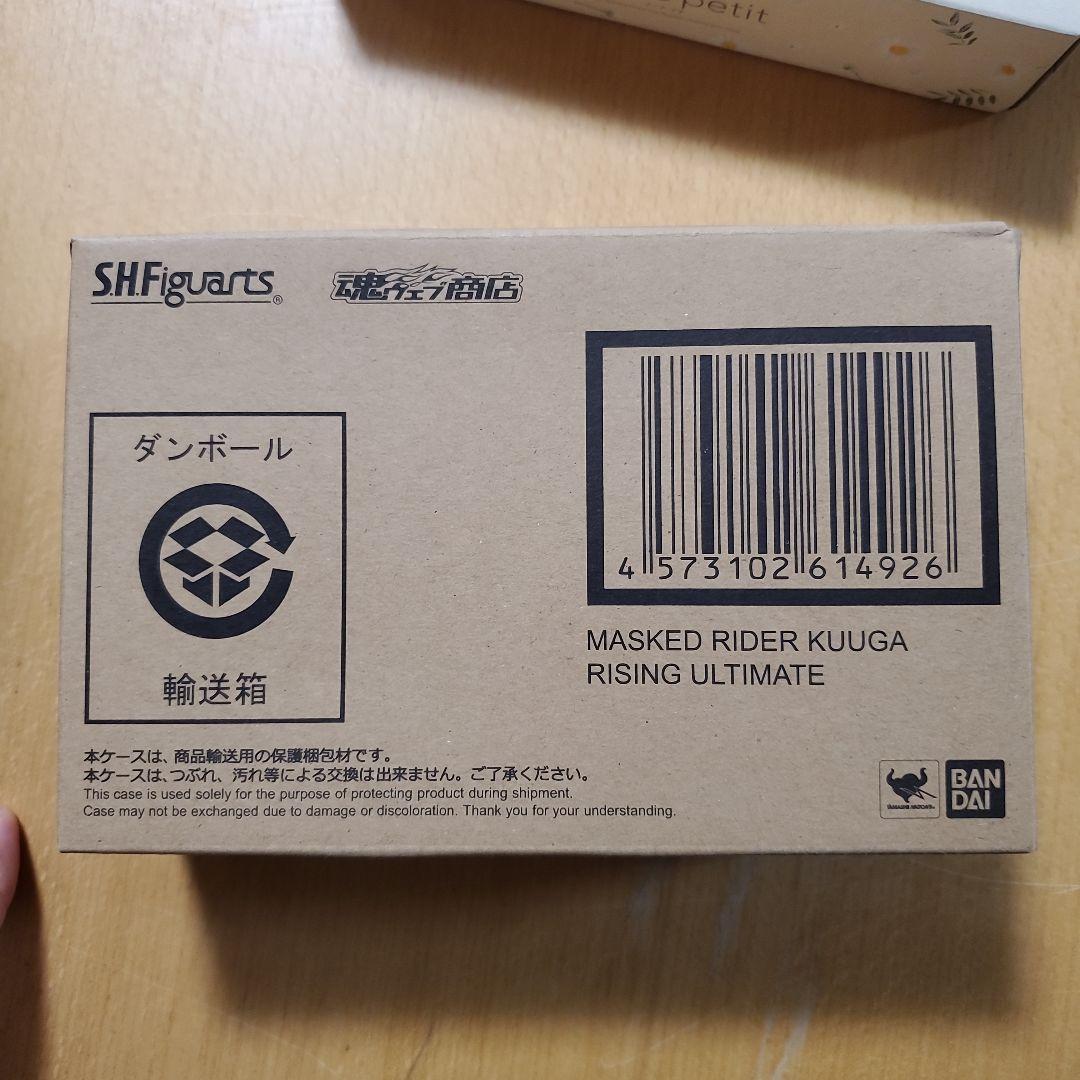 petit
S.H.Figuarts®
魂ウェブ商店
ダンボール
輸送箱
4 573102 614926
MASKED RIDER KUUGA
RISING ULTIMATE
本ケースは、商品輸送用の保護梱包材です。
本ケースは、つぶれ、汚れ等による交換は出来ません。ご了承ください。
This case is used solely for the purpose of protecting product during shipment.
Case may not be exchanged due to damage or discoloration. Thank you for your understanding.
TAMASHII NATIONS
BAN
DAI